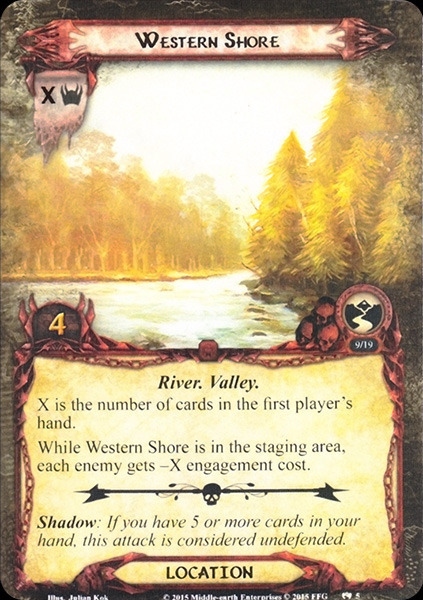 Western Shore
X
4
9/19
River. Valley.
X is the number of cards in the first player's
hand.
While Western Shore is in the staging area,
each enemy gets –X engagement cost.
Shadow: If you have 5 or more cards in your
hand, this attack is considered undefended.
LOCATION
Illus. Julian Kok © 2015 Middle-earth Enterprises © 2015 FFG 5